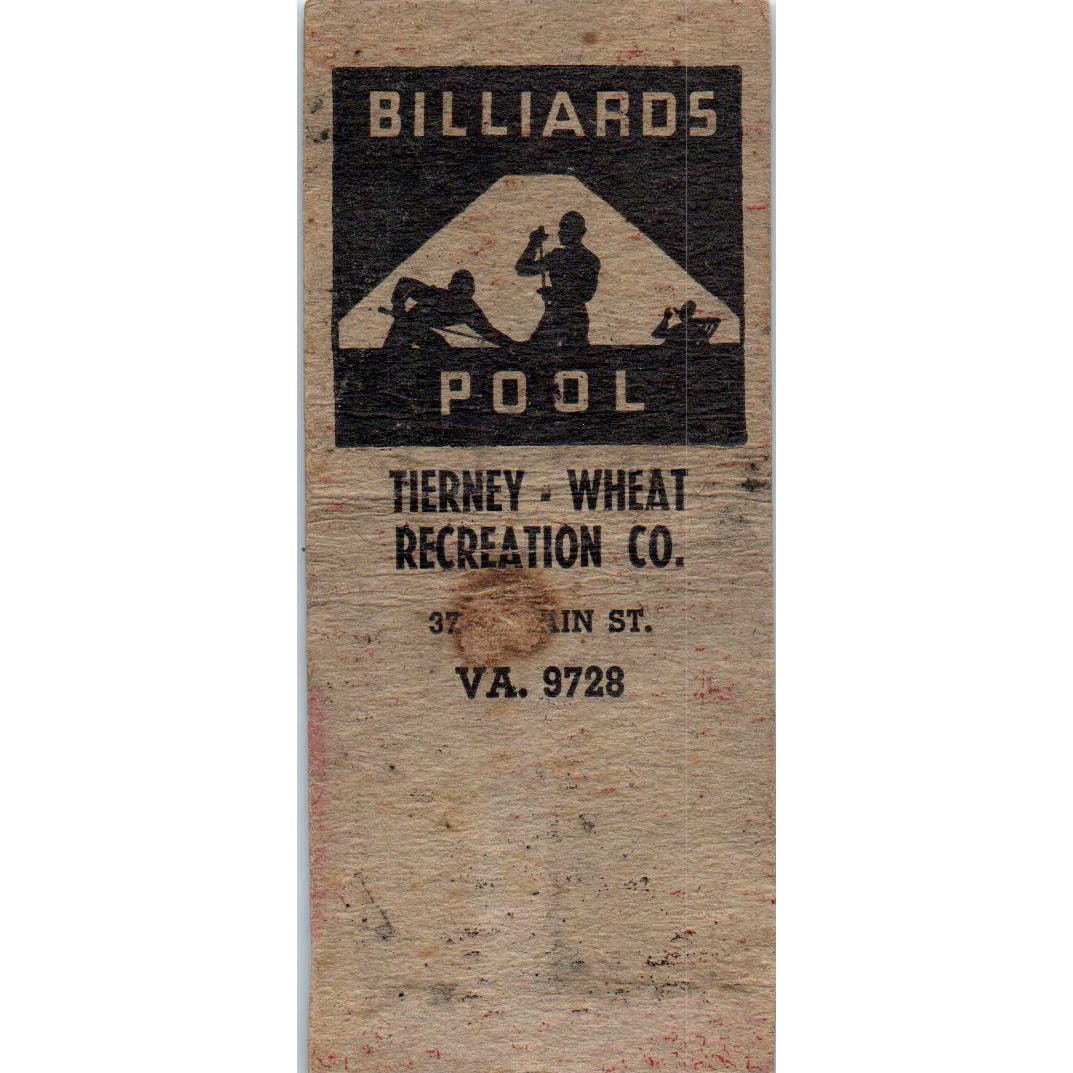 BILLIARDS
POOL
TIERNEY - WHEAT
RECREATION CO.
ST.
VA. 9728